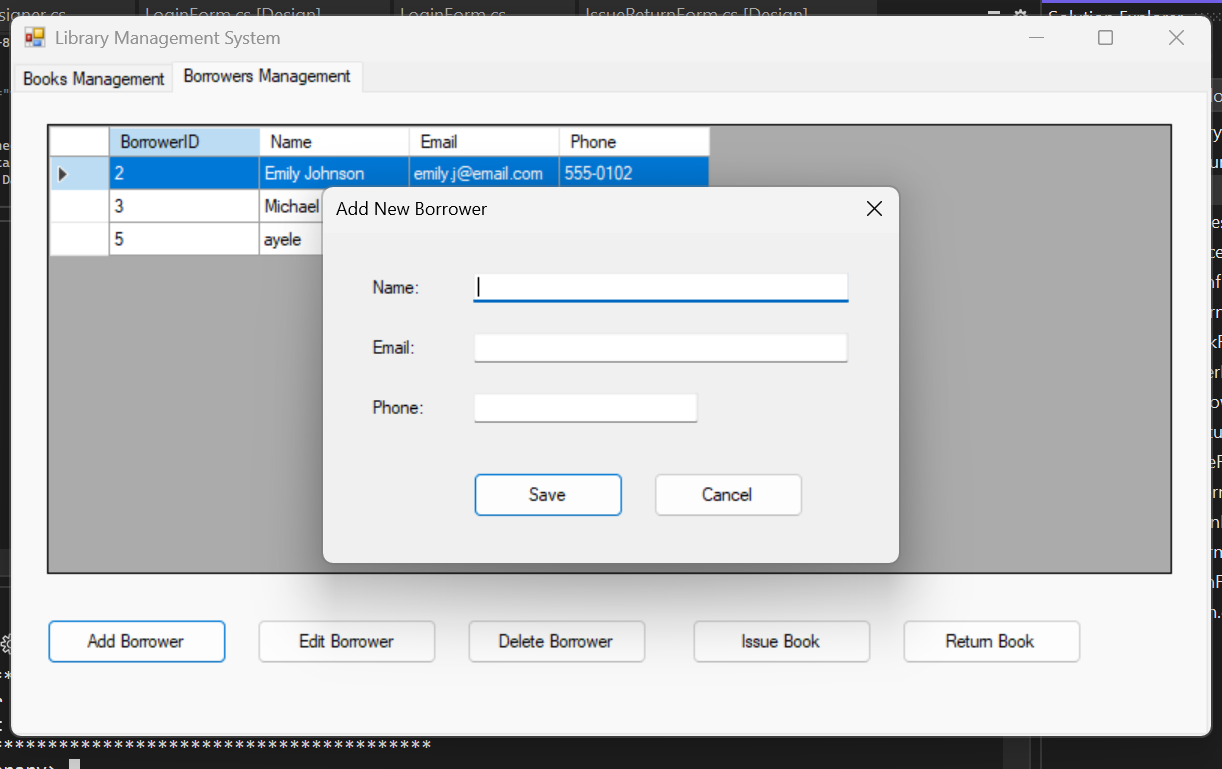 LoginForm.cs [Design]
LoginForm.cs
IssueReturnForm.cs [Design]
Solution Explorer
Library Management System
Books Management
Borrowers Management
BorrowerID Name Email Phone
2 Emily Johnson emily.j@email.com 555-0102
3 Michael
5 ayele
Add New Borrower
Name:
Email:
Phone:
Save
Cancel
Add Borrower
Edit Borrower
Delete Borrower
Issue Book
Return Book